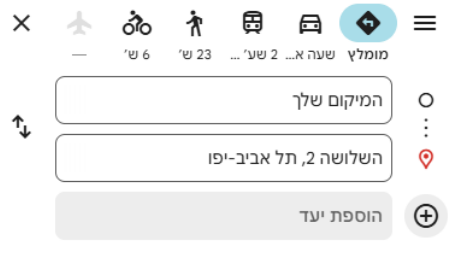 מומלץ שעה א... 2 שע' ... 23 ש' 6 ש' —
המיקום שלך
השלושה 2, תל אביב-יפו
הוספת יעד